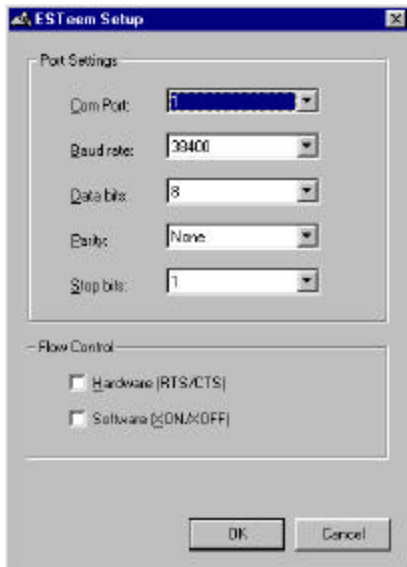 ESTeem Setup
Port Settings
Com Port: 1
Baud rate: 38400
Data bits: 8
Parity: None
Stop bits: 1
Flow Control
Hardware (RTS/CTS)
Software (XON/XOFF)
OK Cancel